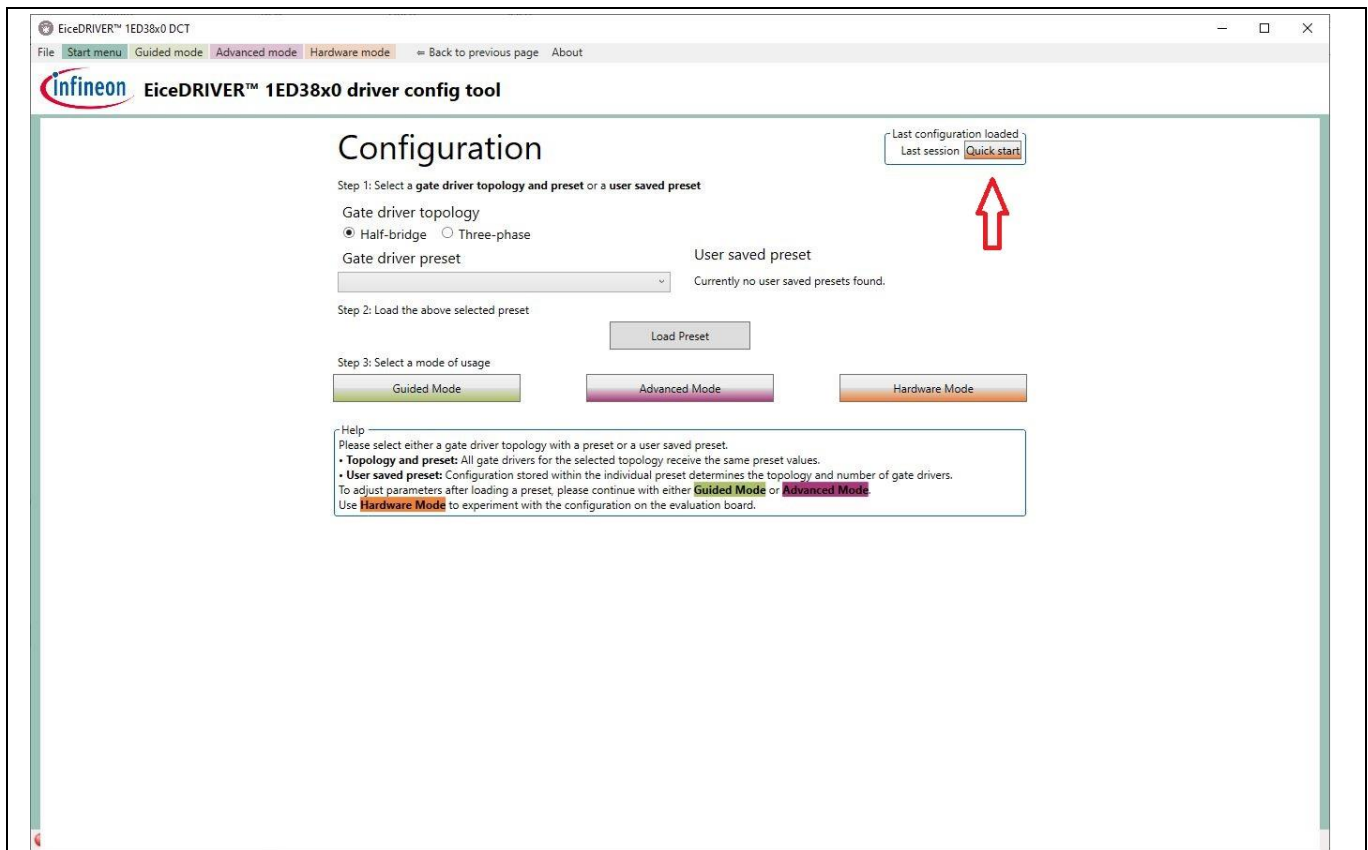 EiceDRIVER™ 1ED38x0 DCT
File Start menu Guided mode Advanced mode Hardware mode ⇐ Back to previous page About
infineon EiceDRIVER™ 1ED38x0 driver config tool
Configuration
Last configuration loaded
Last session Quick start
Step 1: Select a gate driver topology and preset or a user saved preset
Gate driver topology
Half-bridge Three-phase
Gate driver preset
User saved preset
Currently no user saved presets found.
Step 2: Load the above selected preset
Load Preset
Step 3: Select a mode of usage
Guided Mode Advanced Mode Hardware Mode
Help
Please select either a gate driver topology with a preset or a user saved preset.
• Topology and preset: All gate drivers for the selected topology receive the same preset values.
• User saved preset: Configuration stored within the individual preset determines the topology and number of gate drivers.
To adjust parameters after loading a preset, please continue with either Guided Mode or Advanced Mode.
Use Hardware Mode to experiment with the configuration on the evaluation board.